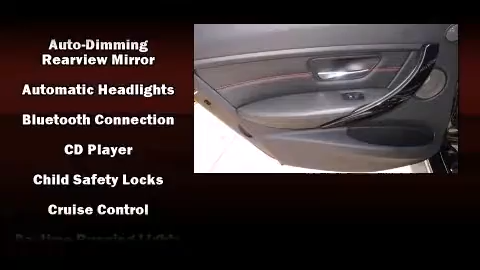 Auto-Dimming
Rearview Mirror
Automatic Headlights
Bluetooth Connection
CD Player
Child Safety Locks
Cruise Control